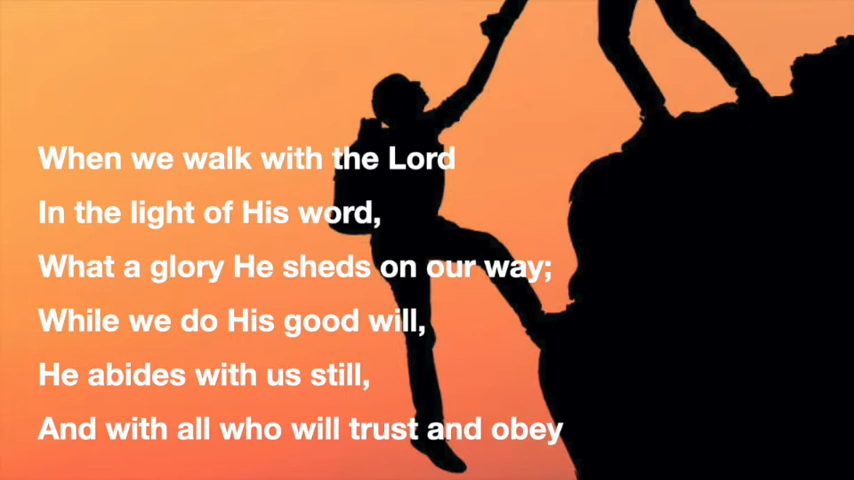 When we walk with the Lord
In the light of His word,
What a glory He sheds on our way;
While we do His good will,
He abides with us still,
And with all who will trust and obey